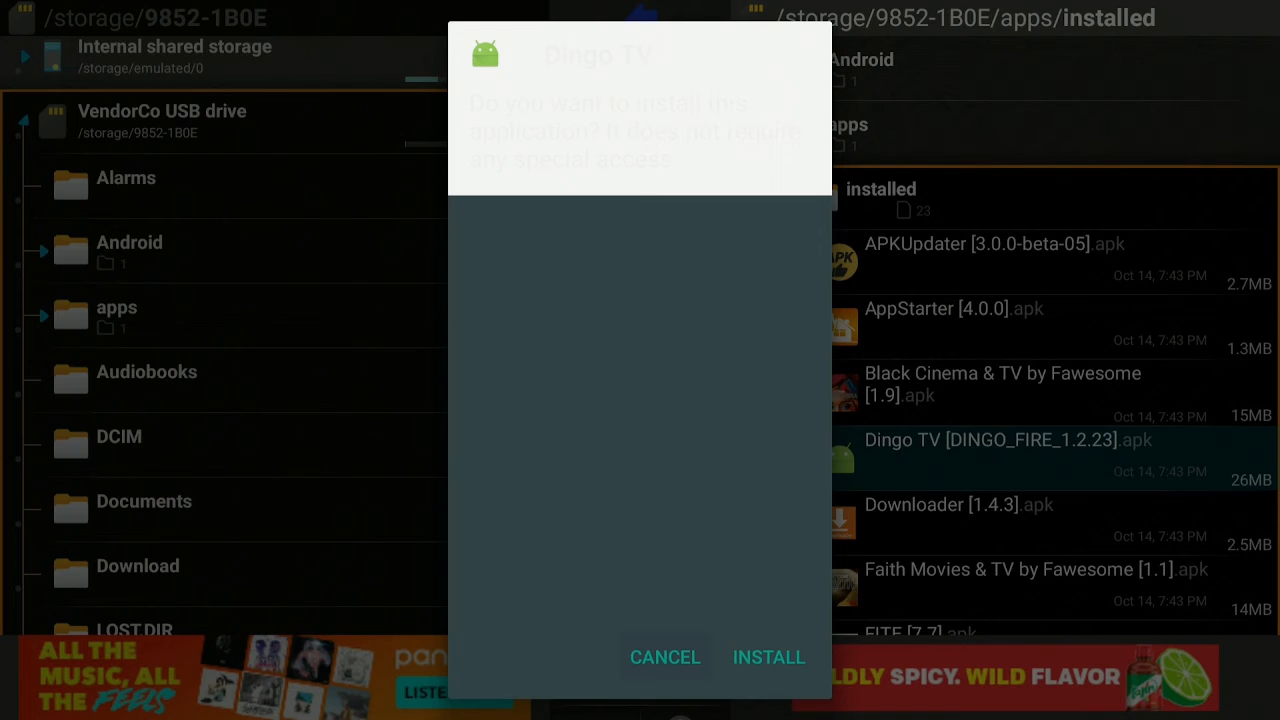 /storage/9852-1B0E
Internal shared storage
/storage/emulated/0
VendorCo USB drive
/storage/9852-1B0E
Alarms
Android
1
apps
1
Audiobooks
DCIM
Documents
Download
LOST.DIR
ALL THE
MUSIC, ALL
THE FEELS
pan
LISTE
Dingo TV
Do you want to install this
application? It does not require
any special access.
CANCEL
INSTALL
/storage/9852-1B0E/apps/installed
Android
1
apps
1
installed
23
APKUpdater [3.0.0-beta-05].apk
Oct 14, 7:43 PM
2.7MB
AppStarter [4.0.0].apk
Oct 14, 7:43 PM
1.3MB
Black Cinema & TV by Fawesome
[1.9].apk
Oct 14, 7:43 PM
15MB
Dingo TV [DINGO_FIRE_1.2.23].apk
Oct 14, 7:43 PM
26MB
Downloader [1.4.3].apk
Oct 14, 7:43 PM
2.5MB
Faith Movies & TV by Fawesome [1.1].apk
Oct 14, 7:43 PM
14MB
FITE [7.7].apk
LDLY SPICY. WILD FLAVOR